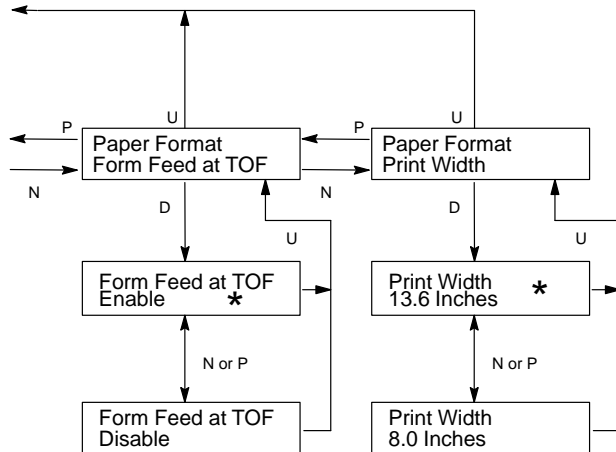 U
U
P
P
Paper Format
Form Feed at TOF
Paper Format
Print Width
N
N
D
D
U
U
Form Feed at TOF
Enable *
Print Width
13.6 Inches *
N or P
N or P
Form Feed at TOF
Disable
Print Width
8.0 Inches